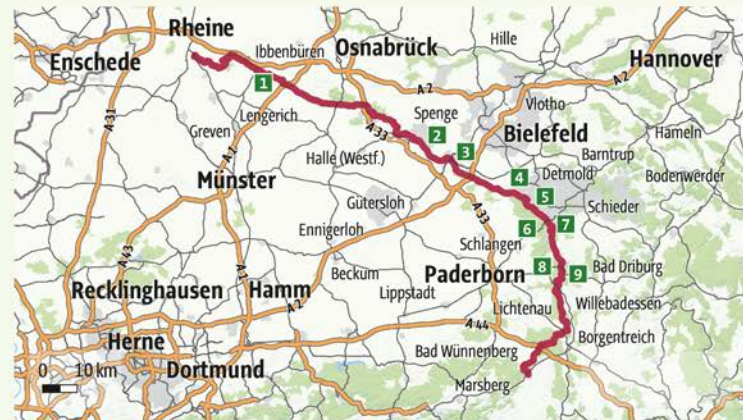 Rheine
Hille
Ibbenbüren
Osnabrück
Hannover
Enschede
A 2
A 2
1
A 31
Spenge
Vlotho
Lengerich
2
Greven
A 33
Bielefeld
Hameln
A 1
3
Halle (Westf.)
Barntrup
4
Detmold
Bodenwerder
Münster
5
Gütersloh
A 33
Schieder
Ennigerloh
6
7
Schlangen
A 43
8
9
Bad Driburg
Beckum
Paderborn
A 1
Recklinghausen
Hamm
A 2
Lippstadt
Lichtenau
Willebadessen
A 44
Borgentreich
Herne
Bad Wünnenberg
Dortmund
0 10 km
Marsberg